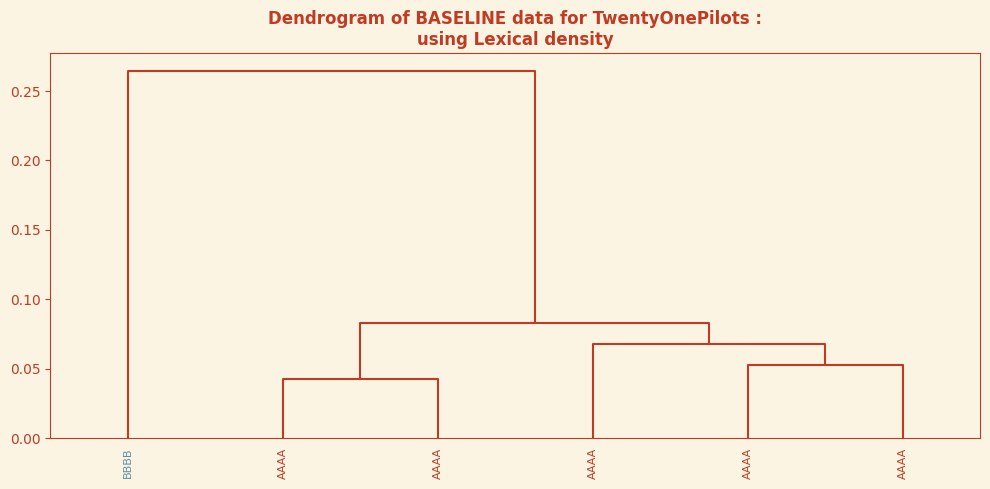 Dendrogram of BASELINE data for TwentyOnePilots :
using Lexical density
0.25
0.20
0.15
0.10
0.05
0.00
BBBB
AAAA
AAAA
AAAA
AAAA
AAAA